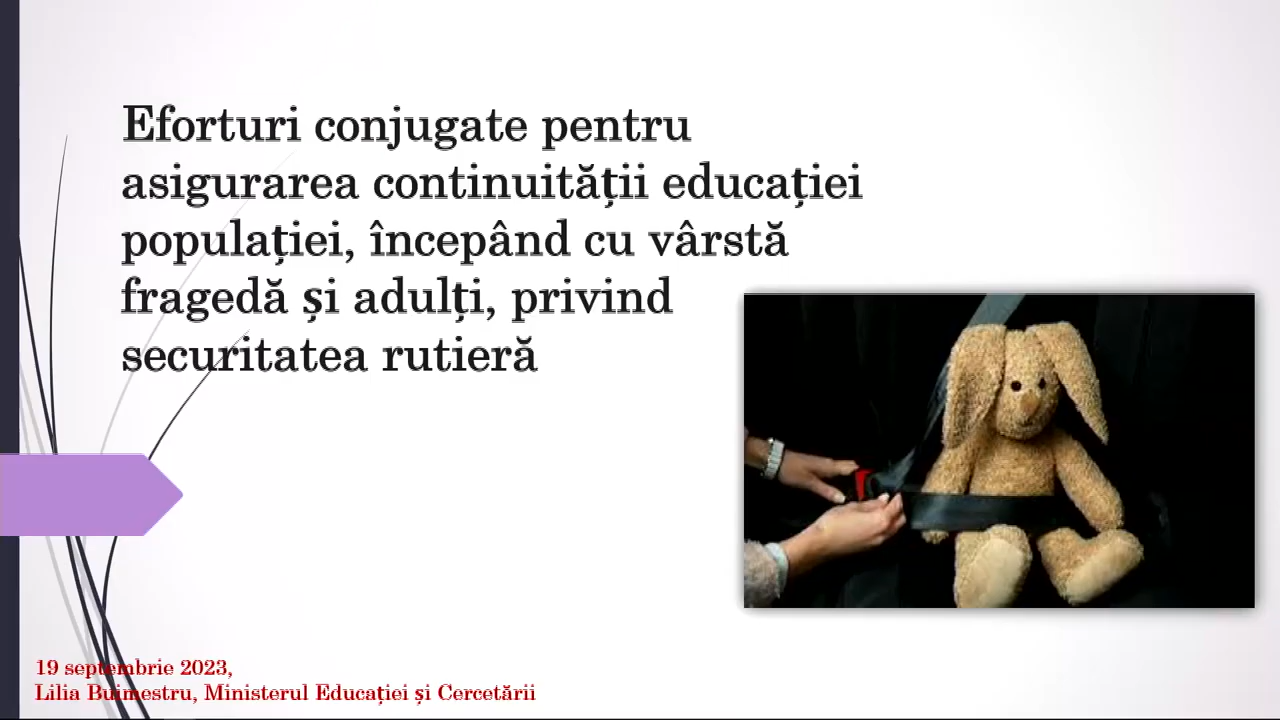 Eforturi conjugate pentru
asigurarea continuității educației
populației, începând cu vârstă
fragedă și adulți, privind
securitatea rutieră
19 septembrie 2023,
Lilia Buimestru, Ministerul Educației și Cercetării